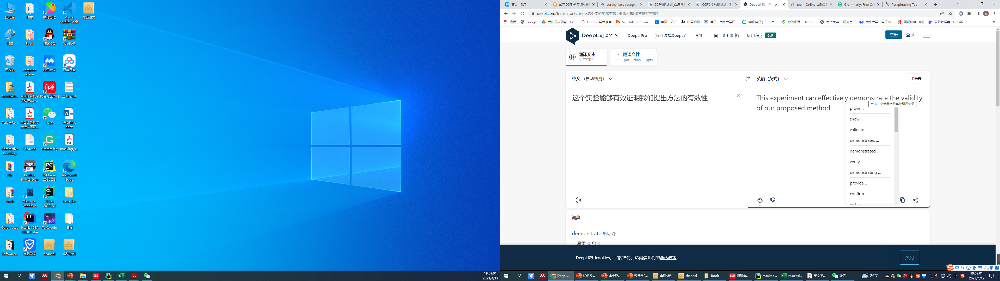 此电脑
堆芯
软件管理
Visual Studio Code
毕业论文
网络
Book
腾讯QQ
WinRAR
回收站
compute vision
腾讯会议
百度网盘
Administr...
中国计算机学会推荐国际...
网易有道词典
豆瓣源.txt
ActivityRe...
中国计算机学会推荐国际...
微信
跌倒检测.docx
Contrastive Learning
idea.md
Grammarly
masking_s...
File
Brother iPrint&Scan
PyCharm 2020.2.3
Microsoft Edge
funds
Clash for Windows
CLion 2022.2.3
issue_list
Other Issue
IntelliJ IDEA 2020.3 x64
TeXstudio
Software...
电脑管家
channel
申请材料
19:59:01
2023/4/19
首页 - 知乎
survey, face recognit
CCF领航计划_百度搜索
CCF学生领航计划（S
DeepL翻译：全世界最
test - Online LaTeX E
Grammarly: Free On
Paraphrasing Tool -
deepl.com/translator#zh/en/这个实验能够有效证明我们提出方法的有效性
应用
Google
我的云端硬盘 - Go...
Google 学术搜索
Sci-Hub: removin...
首页 - 知乎
中国知网
首页 - 南华大学图...
哔哩哔哩 (゜-゜)つ...
您的项目 - Overle...
南华大学 —研究生...
南华大学—电子邮...
网易邮箱6.0版
公开数据集 - Graviti
DeepL 翻译器
DeepL Pro
为何选择DeepL?
API
不同计划和价格
应用程序 免费
注册
登录
翻译文本
31门语言
翻译文件
.pdf，.docx.，pptx
中文 （自动检测）
英语 (英式)
术语表
这个实验能够有效证明我们提出方法的有效性
This experiment can effectively demonstrate the validity
of our proposed method
点击一个单词查看其他翻译结果
prove ...
show ...
validate ...
demonstrates ...
demonstrated ...
verify ...
demonstrating ...
provide ...
confirm ...
justify
词典
demonstrate 动词
展示 动 ()
DeepL使用cookies。了解详情，请阅读我们的隐私政策.
关闭
DeepL...
如何发...
博士复...
预答辩P...
申请材料
channel
Book
网易有...
masked...
result.xl...
英文学...
微信
25°C
中
19:59:01
2023/4/19